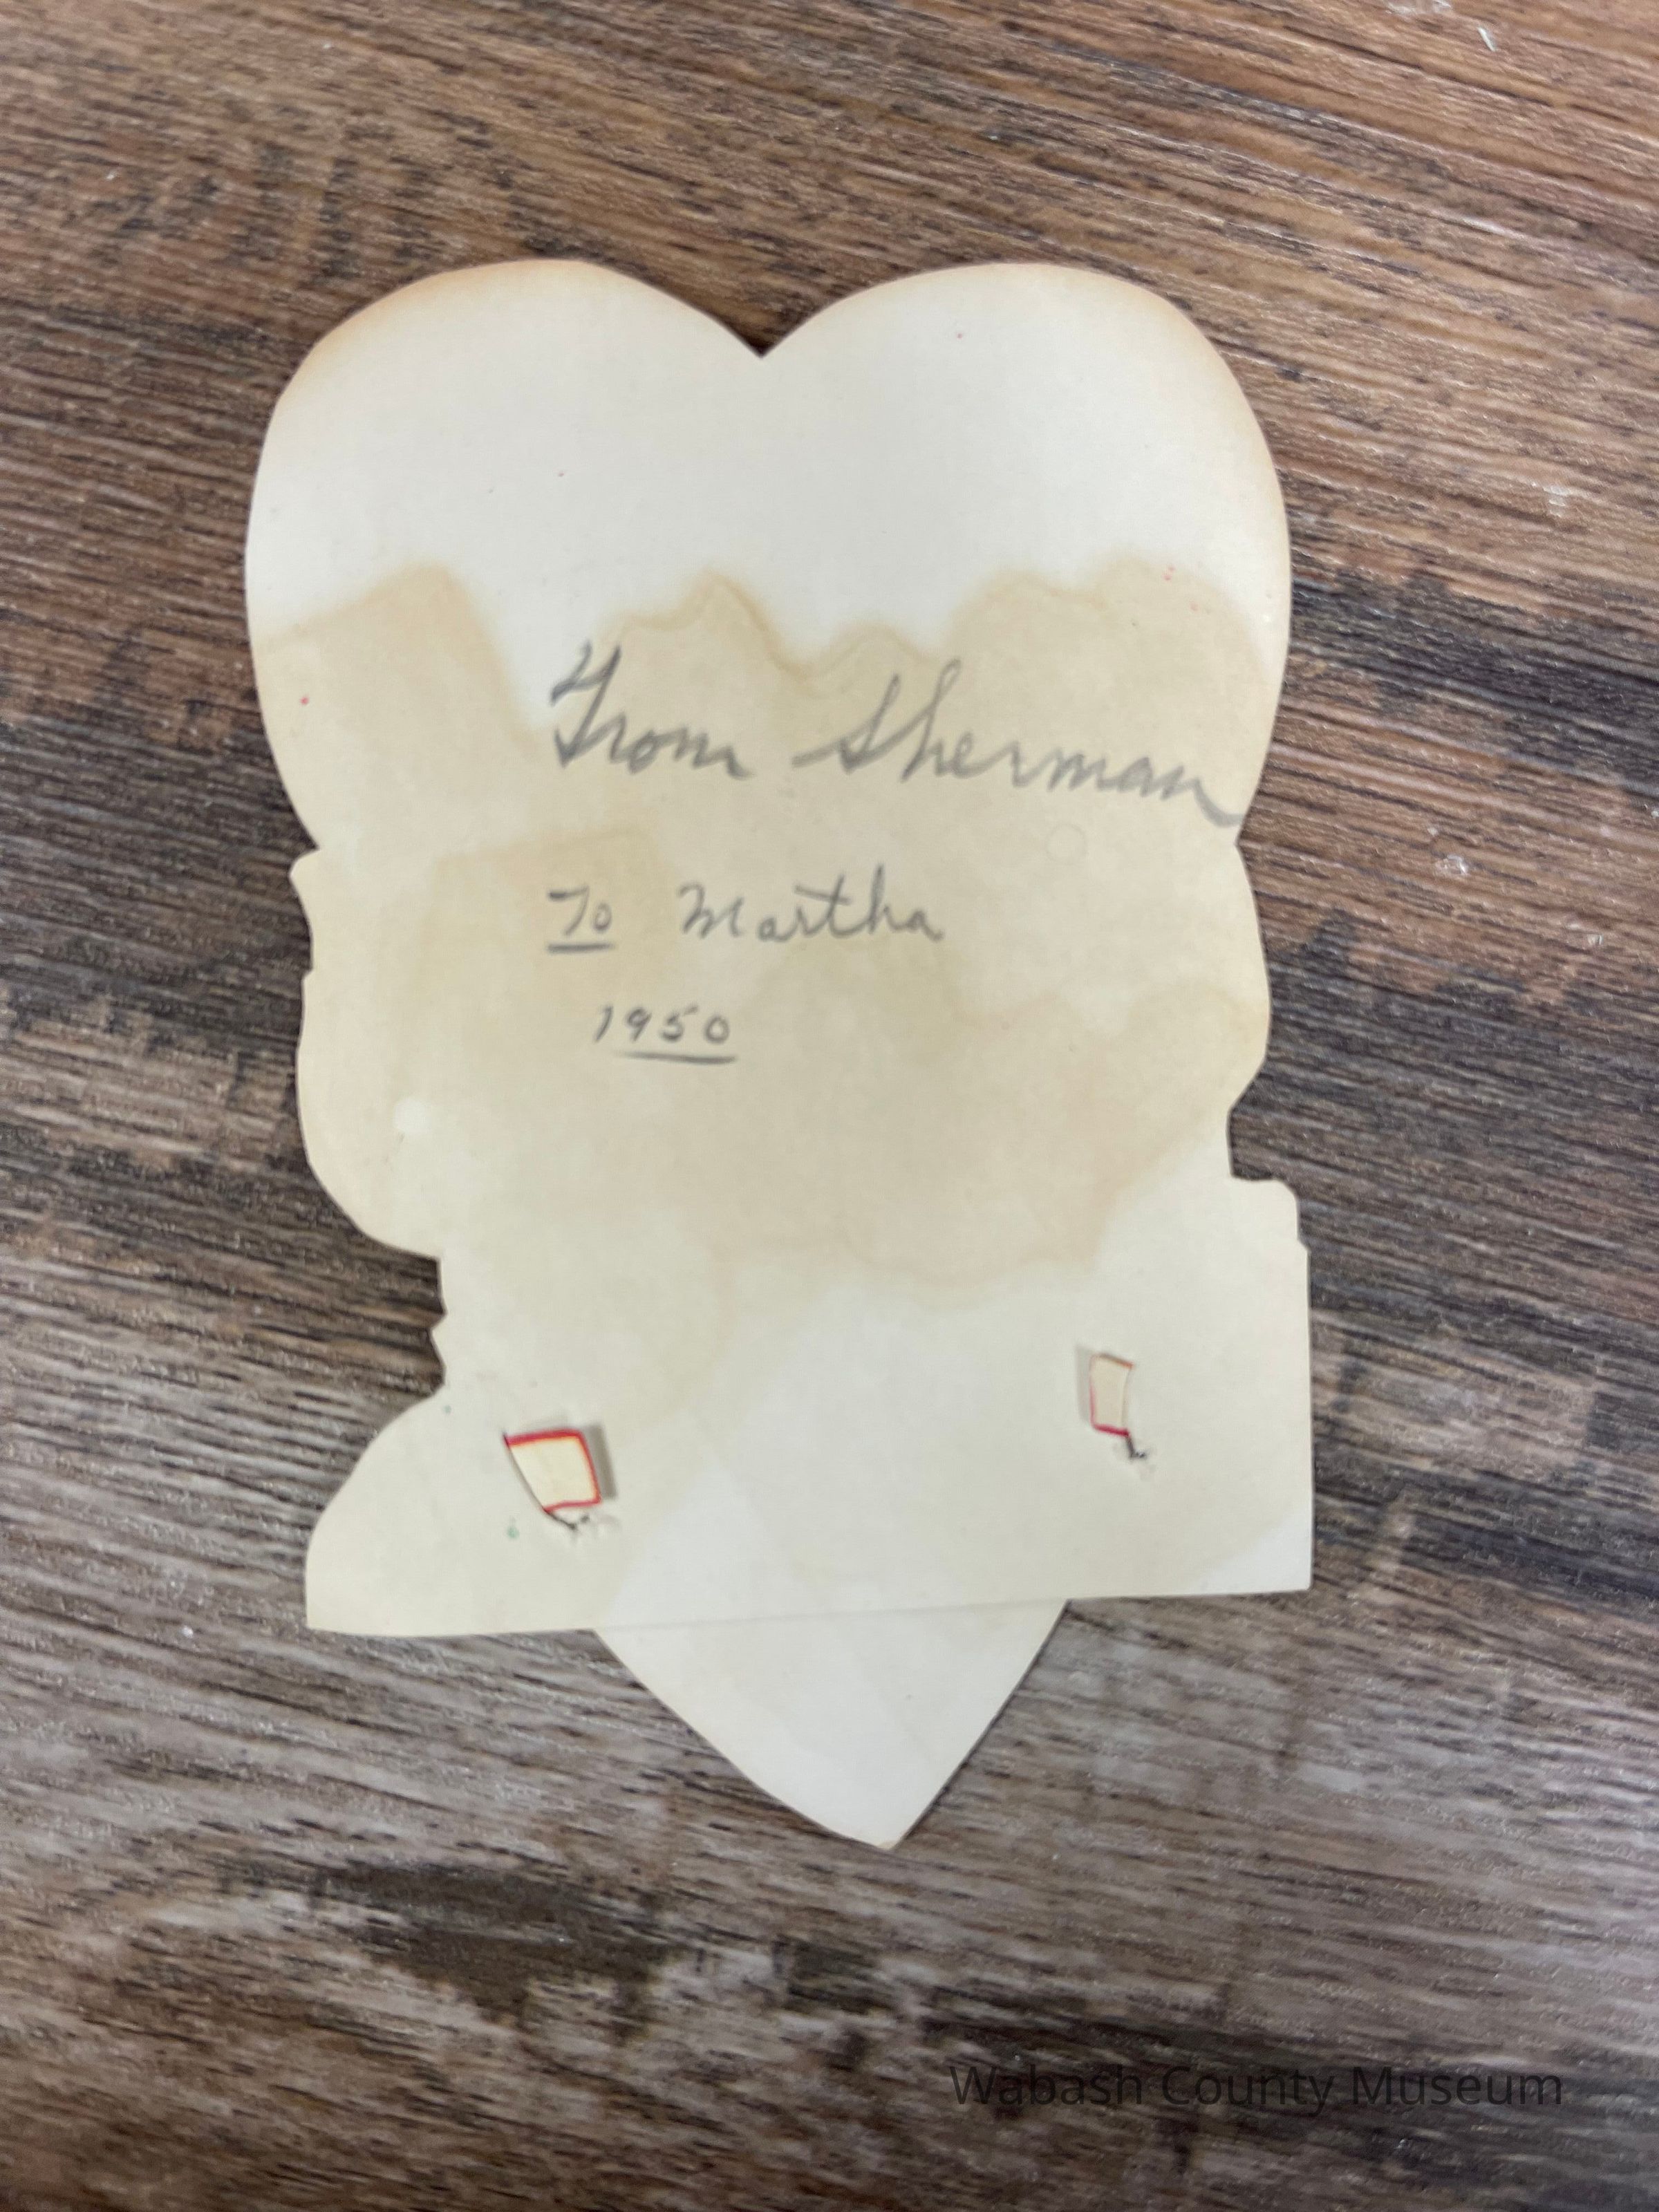 From Sherman
To Martha
1950
Wabash County Museum